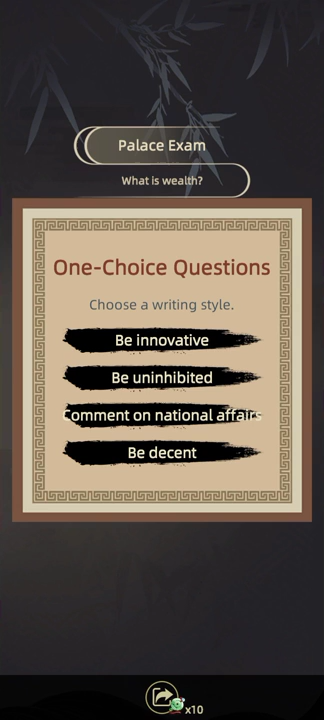 Palace Exam
What is wealth?
One-Choice Questions
Choose a writing style.
Be innovative
Be uninhibited
Comment on national affairs
Be decent
x10